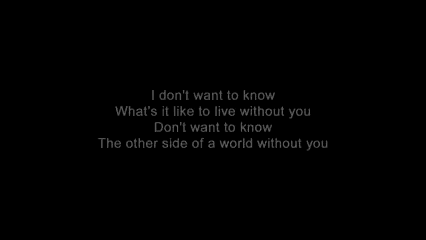 I don't want to know
What's it like to live without you
Don't want to know
The other side of a world without you